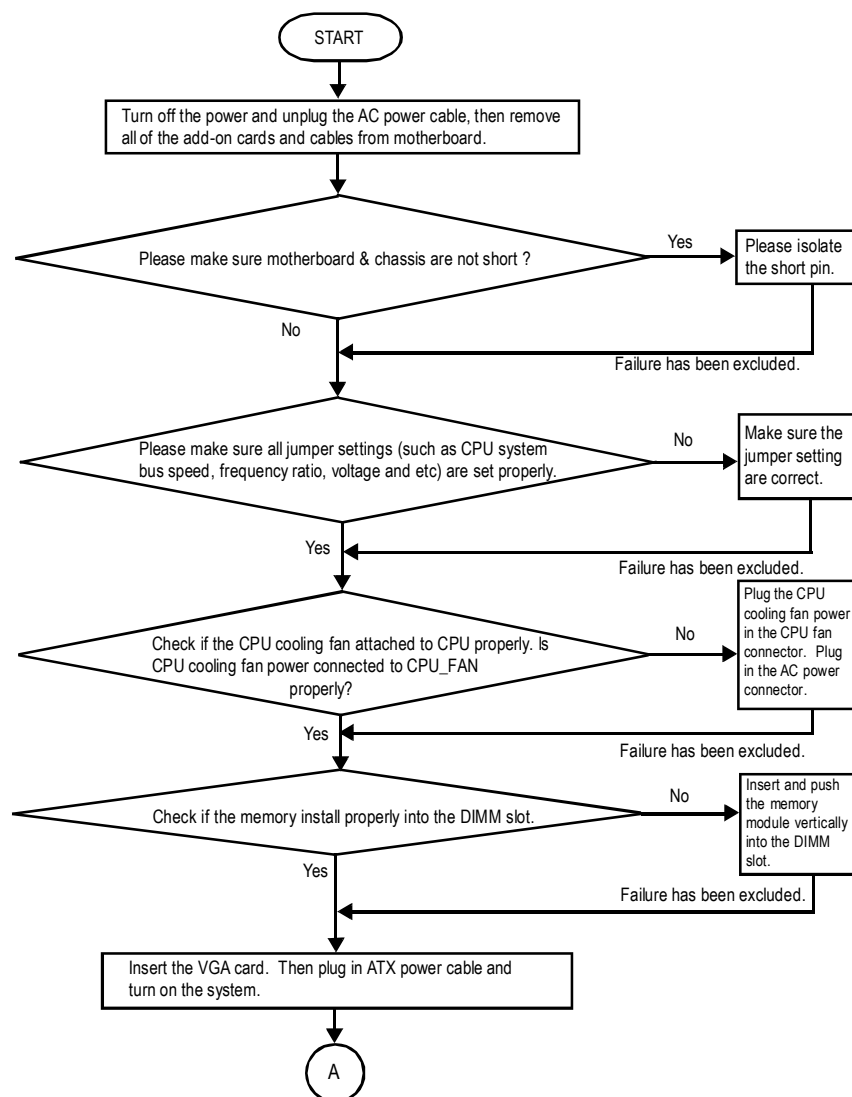 START
Turn off the power and unplug the AC power cable, then remove
all of the add-on cards and cables from motherboard.
Please make sure motherboard & chassis are not short ?
Yes
Please isolate
the short pin.
No
Failure has been excluded.
Please make sure all jumper settings (such as CPU system
bus speed, frequency ratio, voltage and etc) are set properly.
No
Make sure the
jumper setting
are correct.
Yes
Failure has been excluded.
Check if the CPU cooling fan attached to CPU properly. Is
CPU cooling fan power connected to CPU_FAN
properly?
No
Plug the CPU
cooling fan power
in the CPU fan
connector. Plug
in the AC power
connector.
Yes
Failure has been excluded.
Check if the memory install properly into the DIMM slot.
No
Insert and push
the memory
module vertically
into the DIMM
slot.
Yes
Failure has been excluded.
Insert the VGA card. Then plug in ATX power cable and
turn on the system.
A